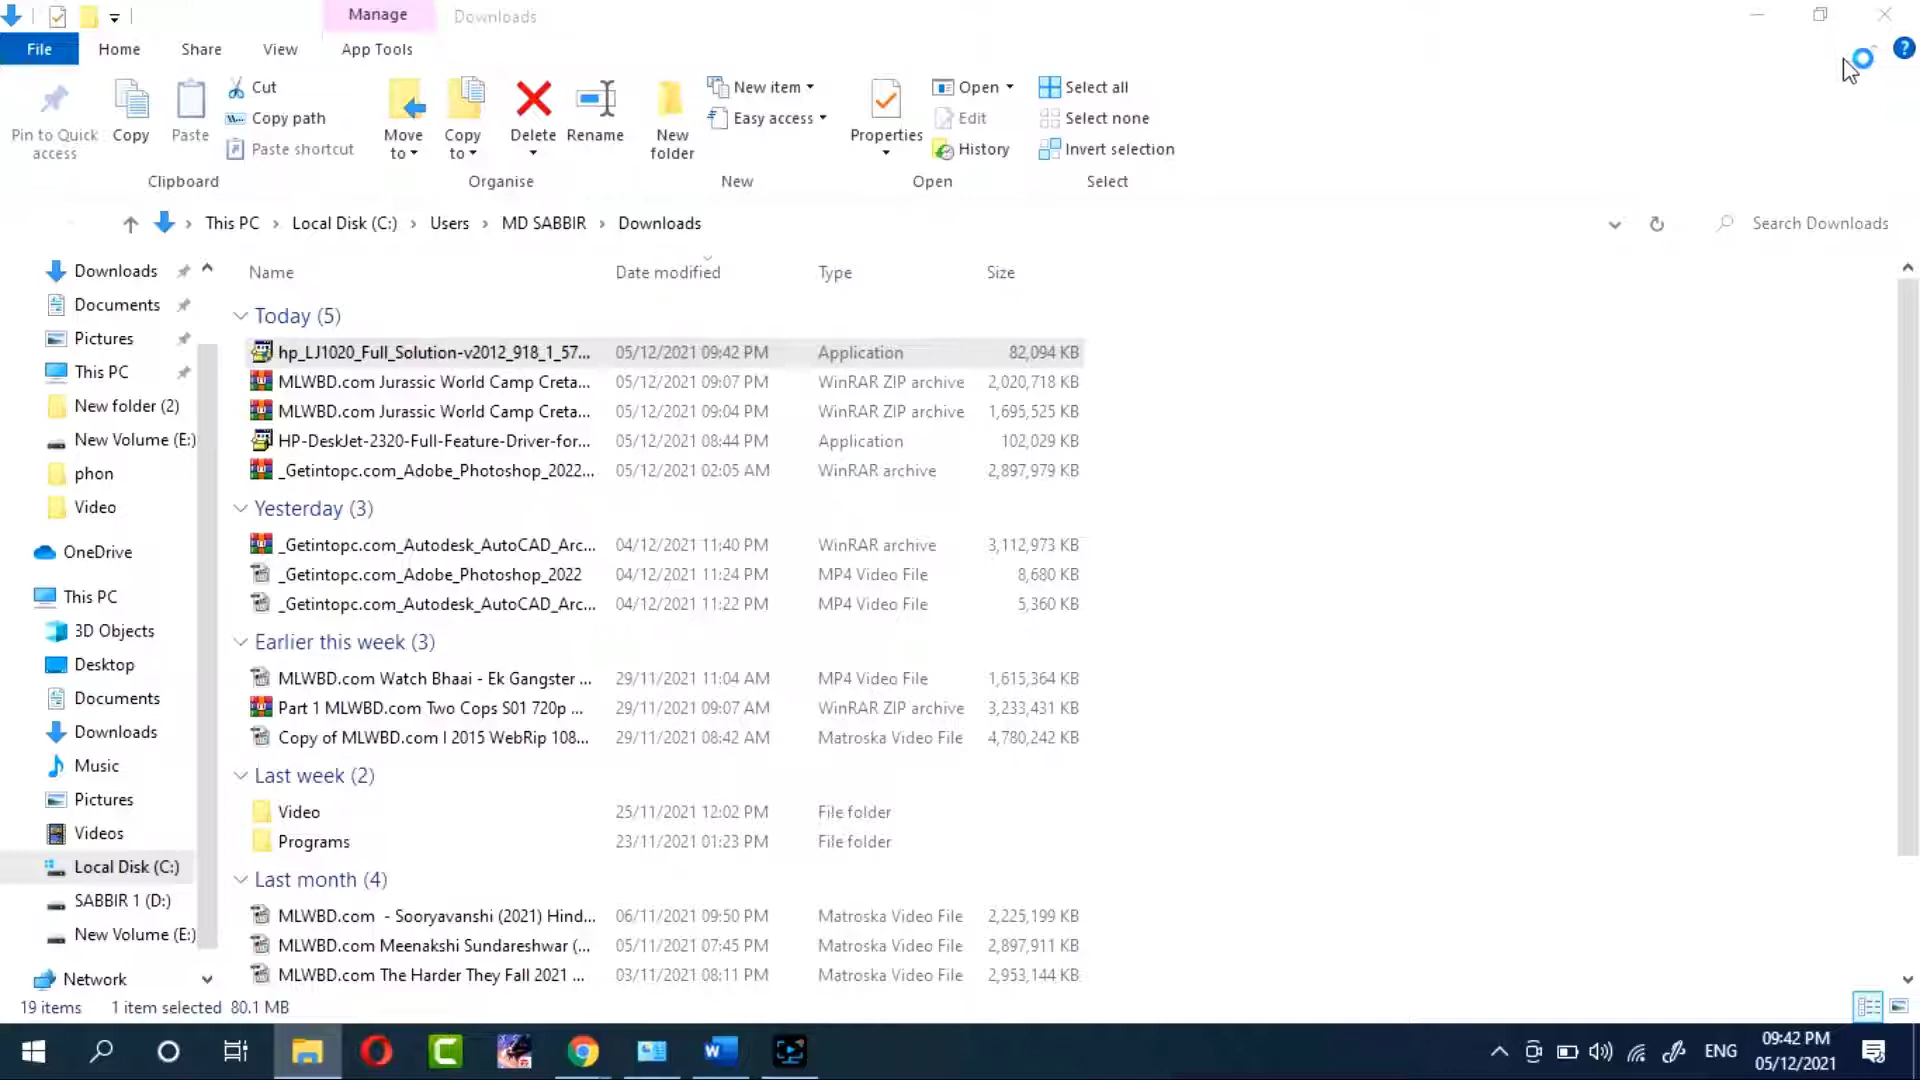 Manage Downloads
File Home Share View App Tools
Pin to Quick access
Copy
Paste
Cut
Copy path
Paste shortcut
Move to
Copy to
Delete
Rename
New folder
New item
Easy access
Properties
Open
Edit
History
Select all
Select none
Invert selection
Clipboard Organise New Open Select
This PC Local Disk (C:) Users MD SABBIR Downloads
Search Downloads
Downloads
Documents
Pictures
This PC
New folder (2)
New Volume (E:)
phon
Video
OneDrive
This PC
3D Objects
Desktop
Documents
Downloads
Music
Pictures
Videos
Local Disk (C:)
SABBIR 1 (D:)
New Volume (E:)
Network
Name Date modified Type Size
Today (5)
hp_LJ1020_Full_Solution-v2012_918_1_57... 05/12/2021 09:42 PM Application 82,094 KB
MLWBD.com Jurassic World Camp Creta... 05/12/2021 09:07 PM WinRAR ZIP archive 2,020,718 KB
MLWBD.com Jurassic World Camp Creta... 05/12/2021 09:04 PM WinRAR ZIP archive 1,695,525 KB
HP-DeskJet-2320-Full-Feature-Driver-for... 05/12/2021 08:44 PM Application 102,029 KB
_Getintopc.com_Adobe_Photoshop_2022... 05/12/2021 02:05 AM WinRAR archive 2,897,979 KB
Yesterday (3)
_Getintopc.com_Autodesk_AutoCAD_Arc... 04/12/2021 11:40 PM WinRAR archive 3,112,973 KB
_Getintopc.com_Adobe_Photoshop_2022 04/12/2021 11:24 PM MP4 Video File 8,680 KB
_Getintopc.com_Autodesk_AutoCAD_Arc... 04/12/2021 11:22 PM MP4 Video File 5,360 KB
Earlier this week (3)
MLWBD.com Watch Bhaai - Ek Gangster ... 29/11/2021 11:04 AM MP4 Video File 1,615,364 KB
Part 1 MLWBD.com Two Cops S01 720p ... 29/11/2021 09:07 AM WinRAR ZIP archive 3,233,431 KB
Copy of MLWBD.com l 2015 WebRip 108... 29/11/2021 08:42 AM Matroska Video File 4,780,242 KB
Last week (2)
Video 25/11/2021 12:02 PM File folder
Programs 23/11/2021 01:23 PM File folder
Last month (4)
MLWBD.com - Sooryavanshi (2021) Hind... 06/11/2021 09:50 PM Matroska Video File 2,225,199 KB
MLWBD.com Meenakshi Sundareshwar (... 05/11/2021 07:45 PM Matroska Video File 2,897,911 KB
MLWBD.com The Harder They Fall 2021 ... 03/11/2021 08:11 PM Matroska Video File 2,953,144 KB
19 items 1 item selected 80.1 MB
ENG
09:42 PM
05/12/2021